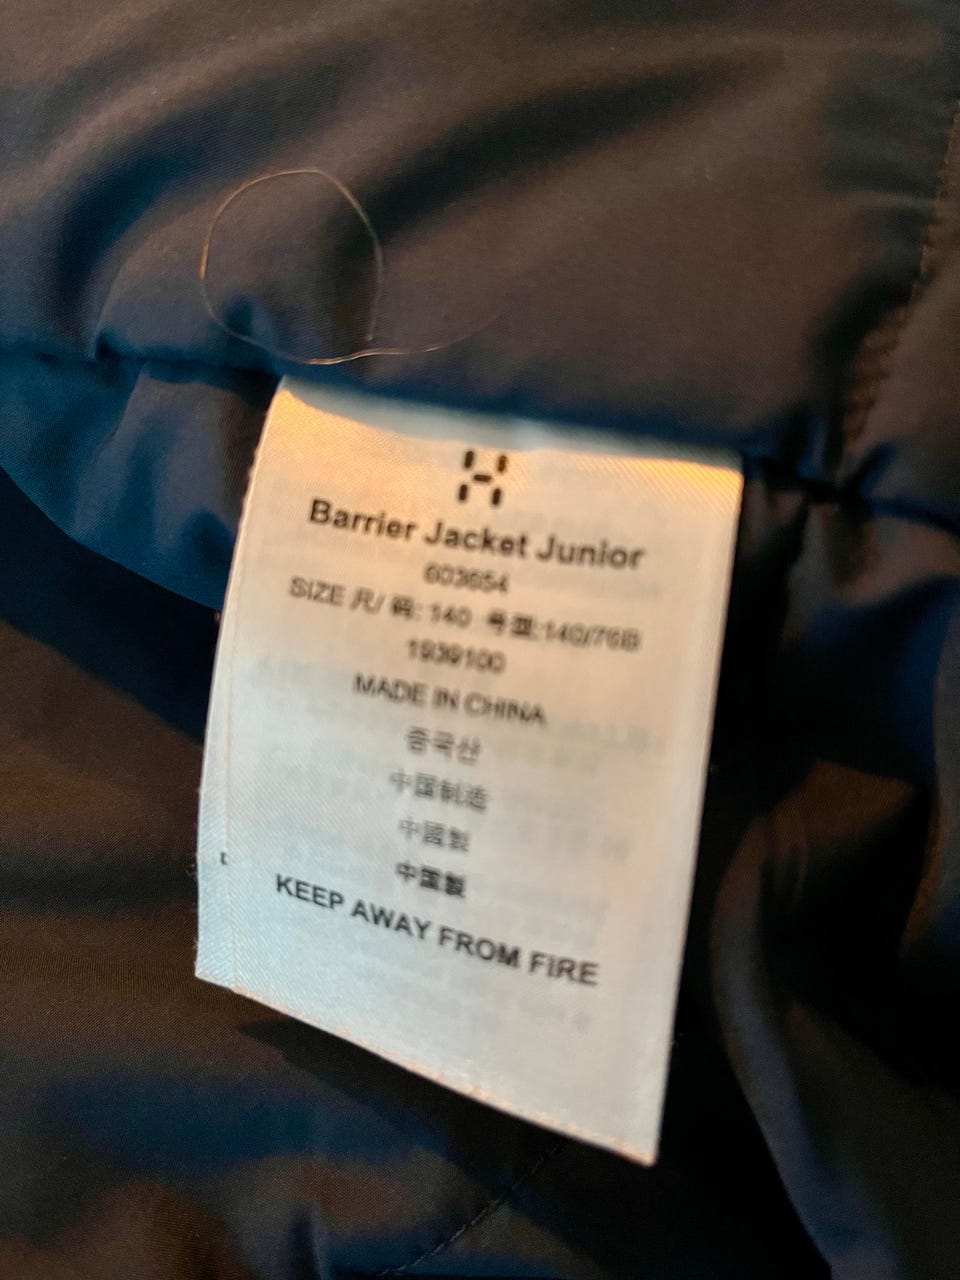 Barrier Jacket Junior
603654
SIZE 尺/ 码: 140 号型:140/76B
1939100
MADE IN CHINA
중국산
中国制造
中國製
中国製
KEEP AWAY FROM FIRE